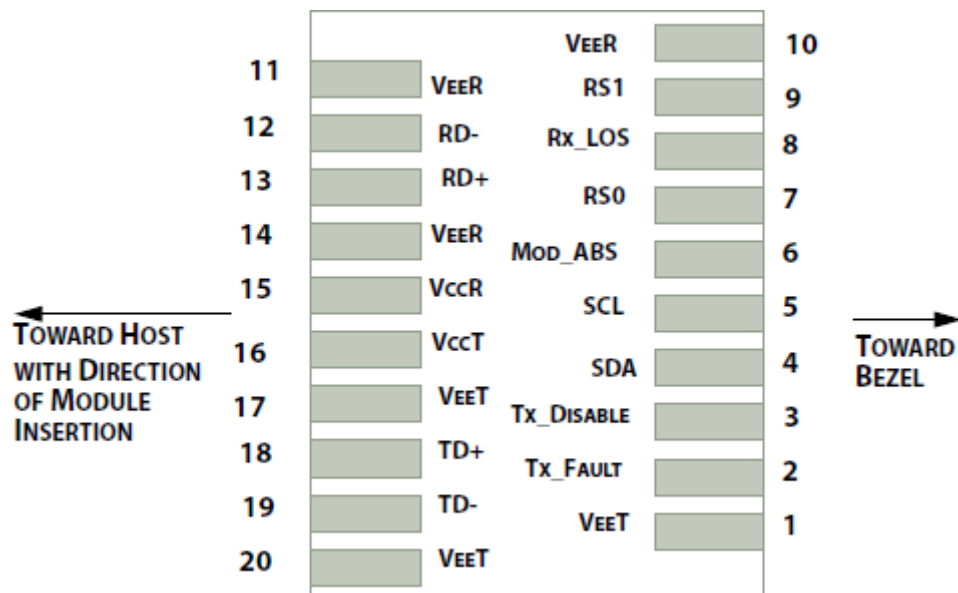 VEER 10
11 VEER
RS1 9
12 RD-
Rx_LOS 8
13 RD+
RS0 7
14 VEER
MOD_ABS 6
15 VCCR
SCL 5
TOWARD HOST
WITH DIRECTION
OF MODULE
INSERTION
TOWARD
BEZEL
16 VCCT
SDA 4
17 VEET
TX_DISABLE 3
18 TD+
TX_FAULT 2
19 TD-
VEET 1
20 VEET